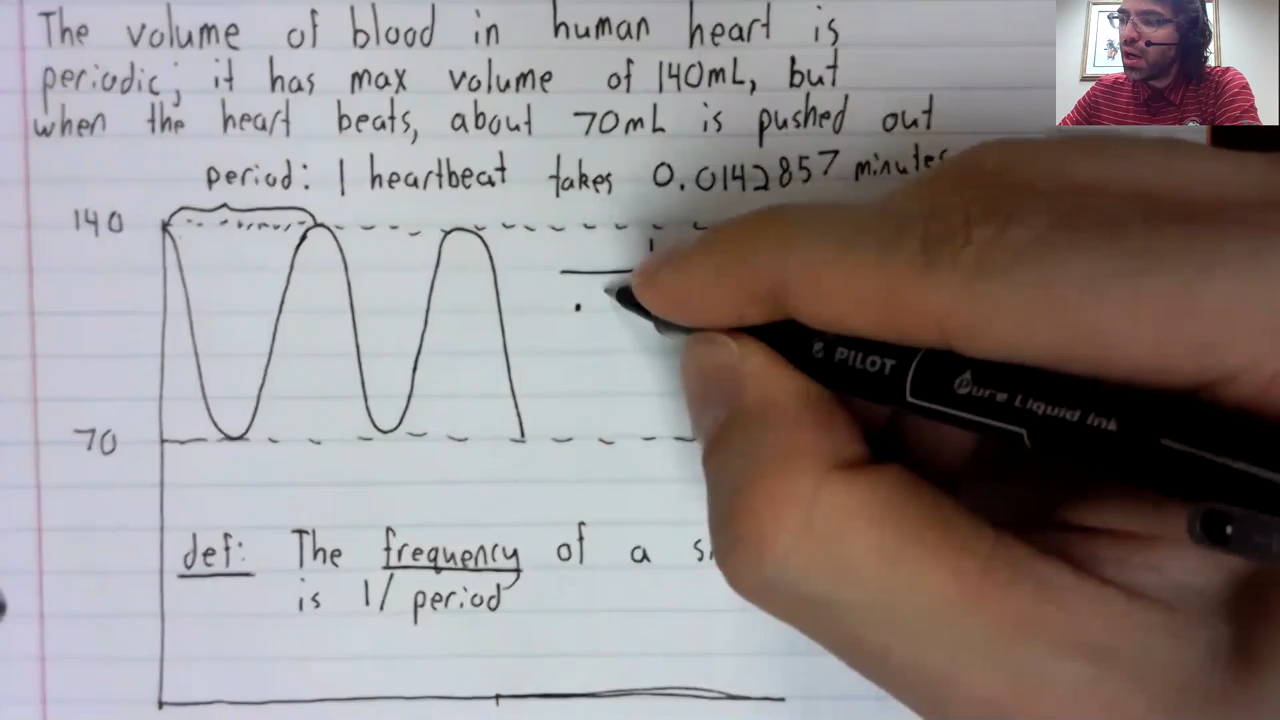 The volume of blood in human heart is
periodic; it has max volume of 140mL, but
when the heart beats, about 70mL is pushed out
period: 1 heartbeat takes 0.0142857 minutes
140
70
def: The frequency of a
is 1/ period
PILOT
Pure Liquid Ink